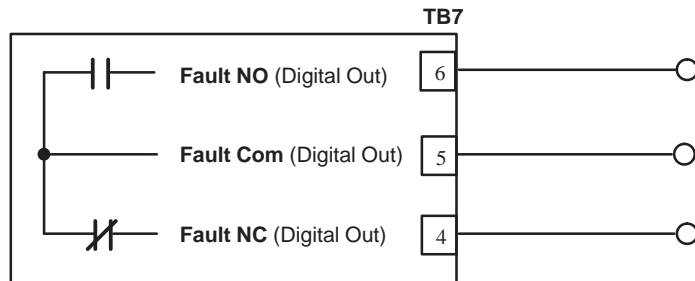 TB7
Fault NO (Digital Out) 6
Fault Com (Digital Out) 5
Fault NC (Digital Out) 4